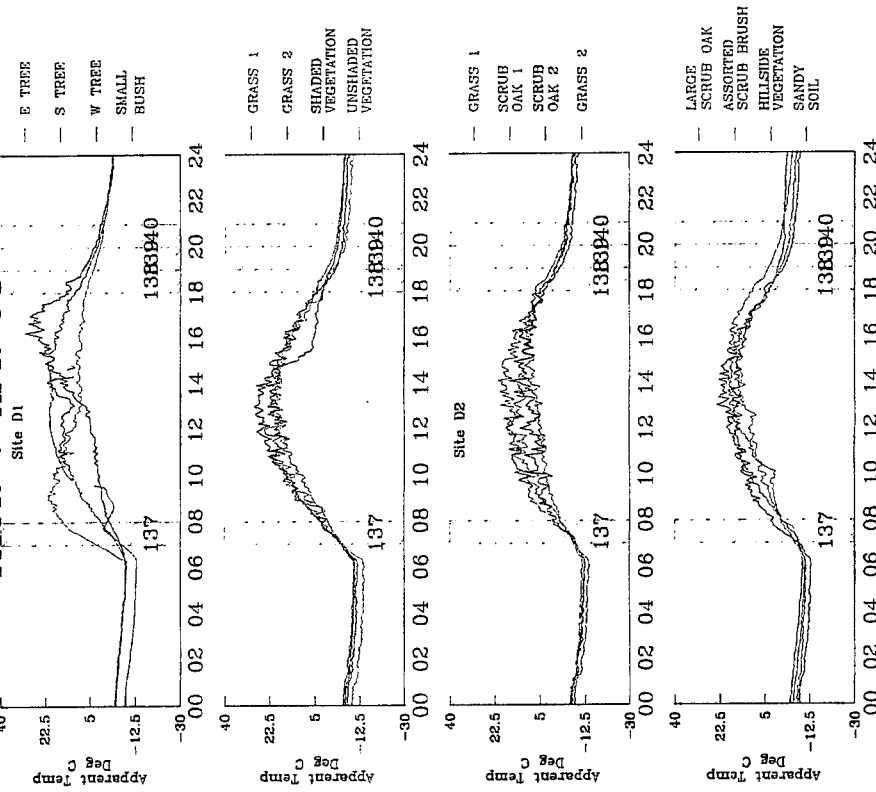 Site D1
40
22.5
5
-12.5
-30
Apparent Temp
Deg C
E TREE
S TREE
W TREE
SMALL
BUSH
137
00 02 04 06 08 10 12 14 16 18 20 22 24
40
22.5
5
-12.5
-30
Apparent Temp
Deg C
GRASS 1
GRASS 2
SHADED
VEGETATION
UNSHADED
VEGETATION
137
00 02 04 06 08 10 12 14 16 18 20 22 24
Site D2
40
22.5
5
-12.5
-30
Apparent Temp
Deg C
GRASS 1
SCRUB
OAK 1
SCRUB
OAK 2
GRASS 2
137
00 02 04 06 08 10 12 14 16 18 20 22 24
40
22.5
5
-12.5
-30
Apparent Temp
Deg C
LARGE
SCRUB OAK
ASSORTED
SCRUB BRUSH
HILLSIDE
VEGETATION
SANDY
SOIL
137
00 02 04 06 08 10 12 14 16 18 20 22 24